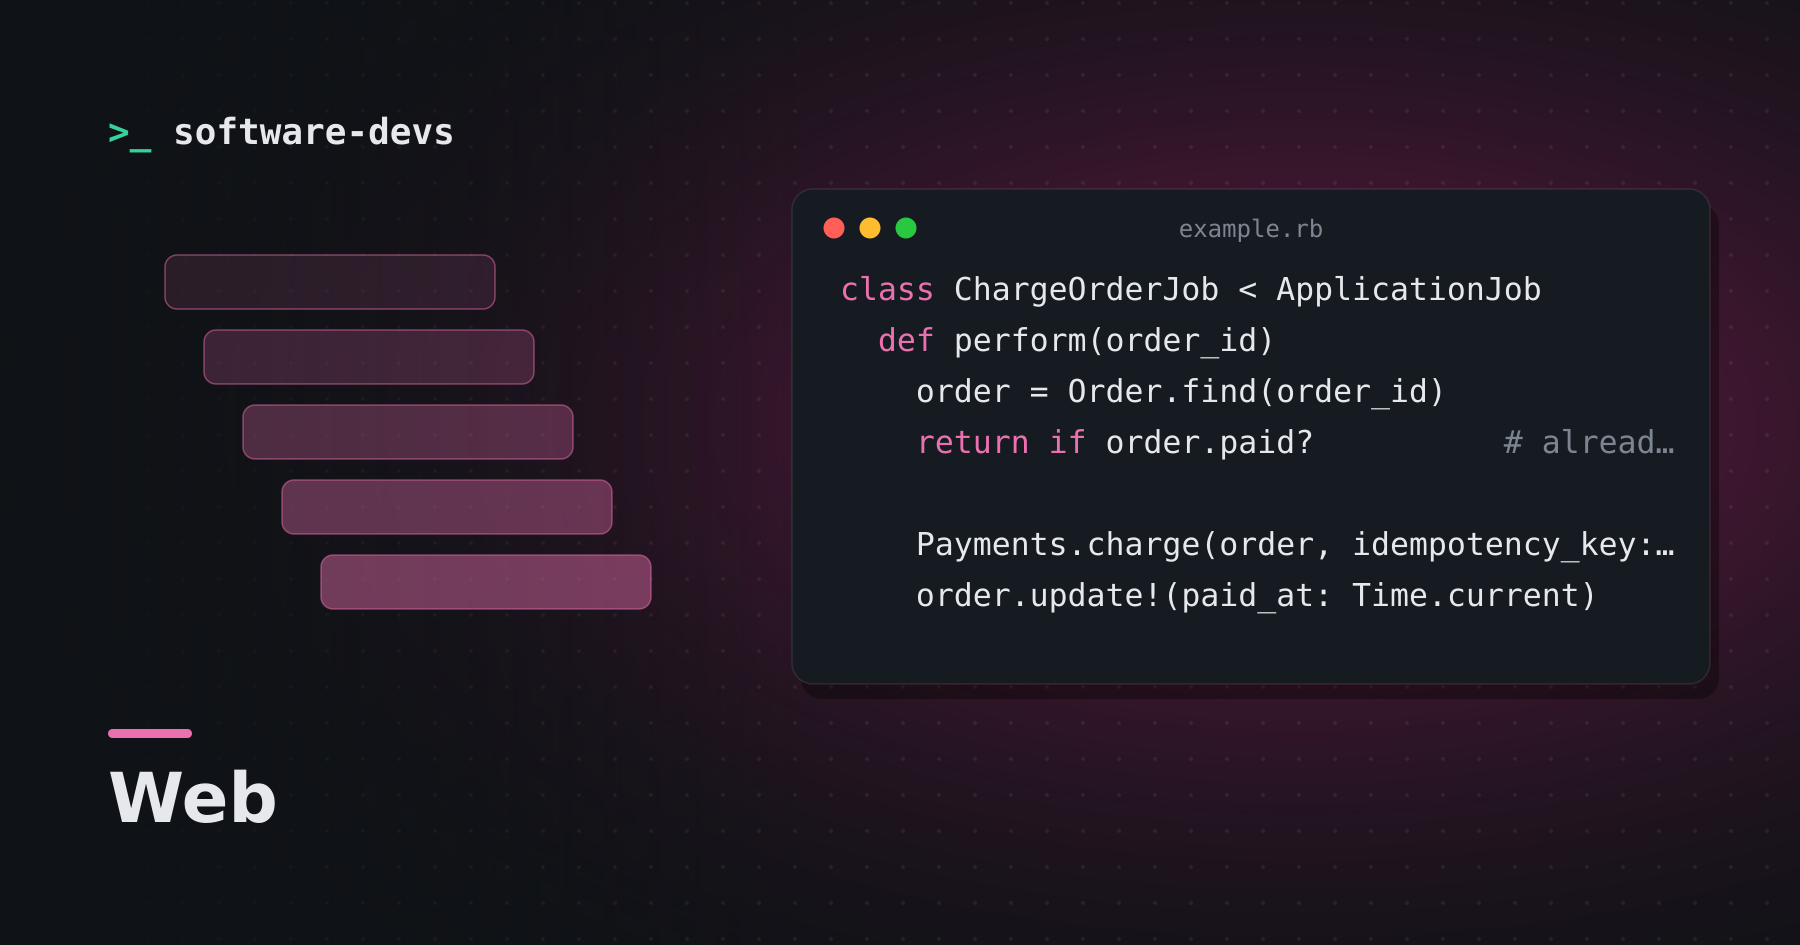 >_ software-devs
example.rb
class ChargeOrderJob < ApplicationJob
  def perform(order_id)
    order = Order.find(order_id)
    return if order.paid?          # alread…
    Payments.charge(order, idempotency_key:…
    order.update!(paid_at: Time.current)
Web